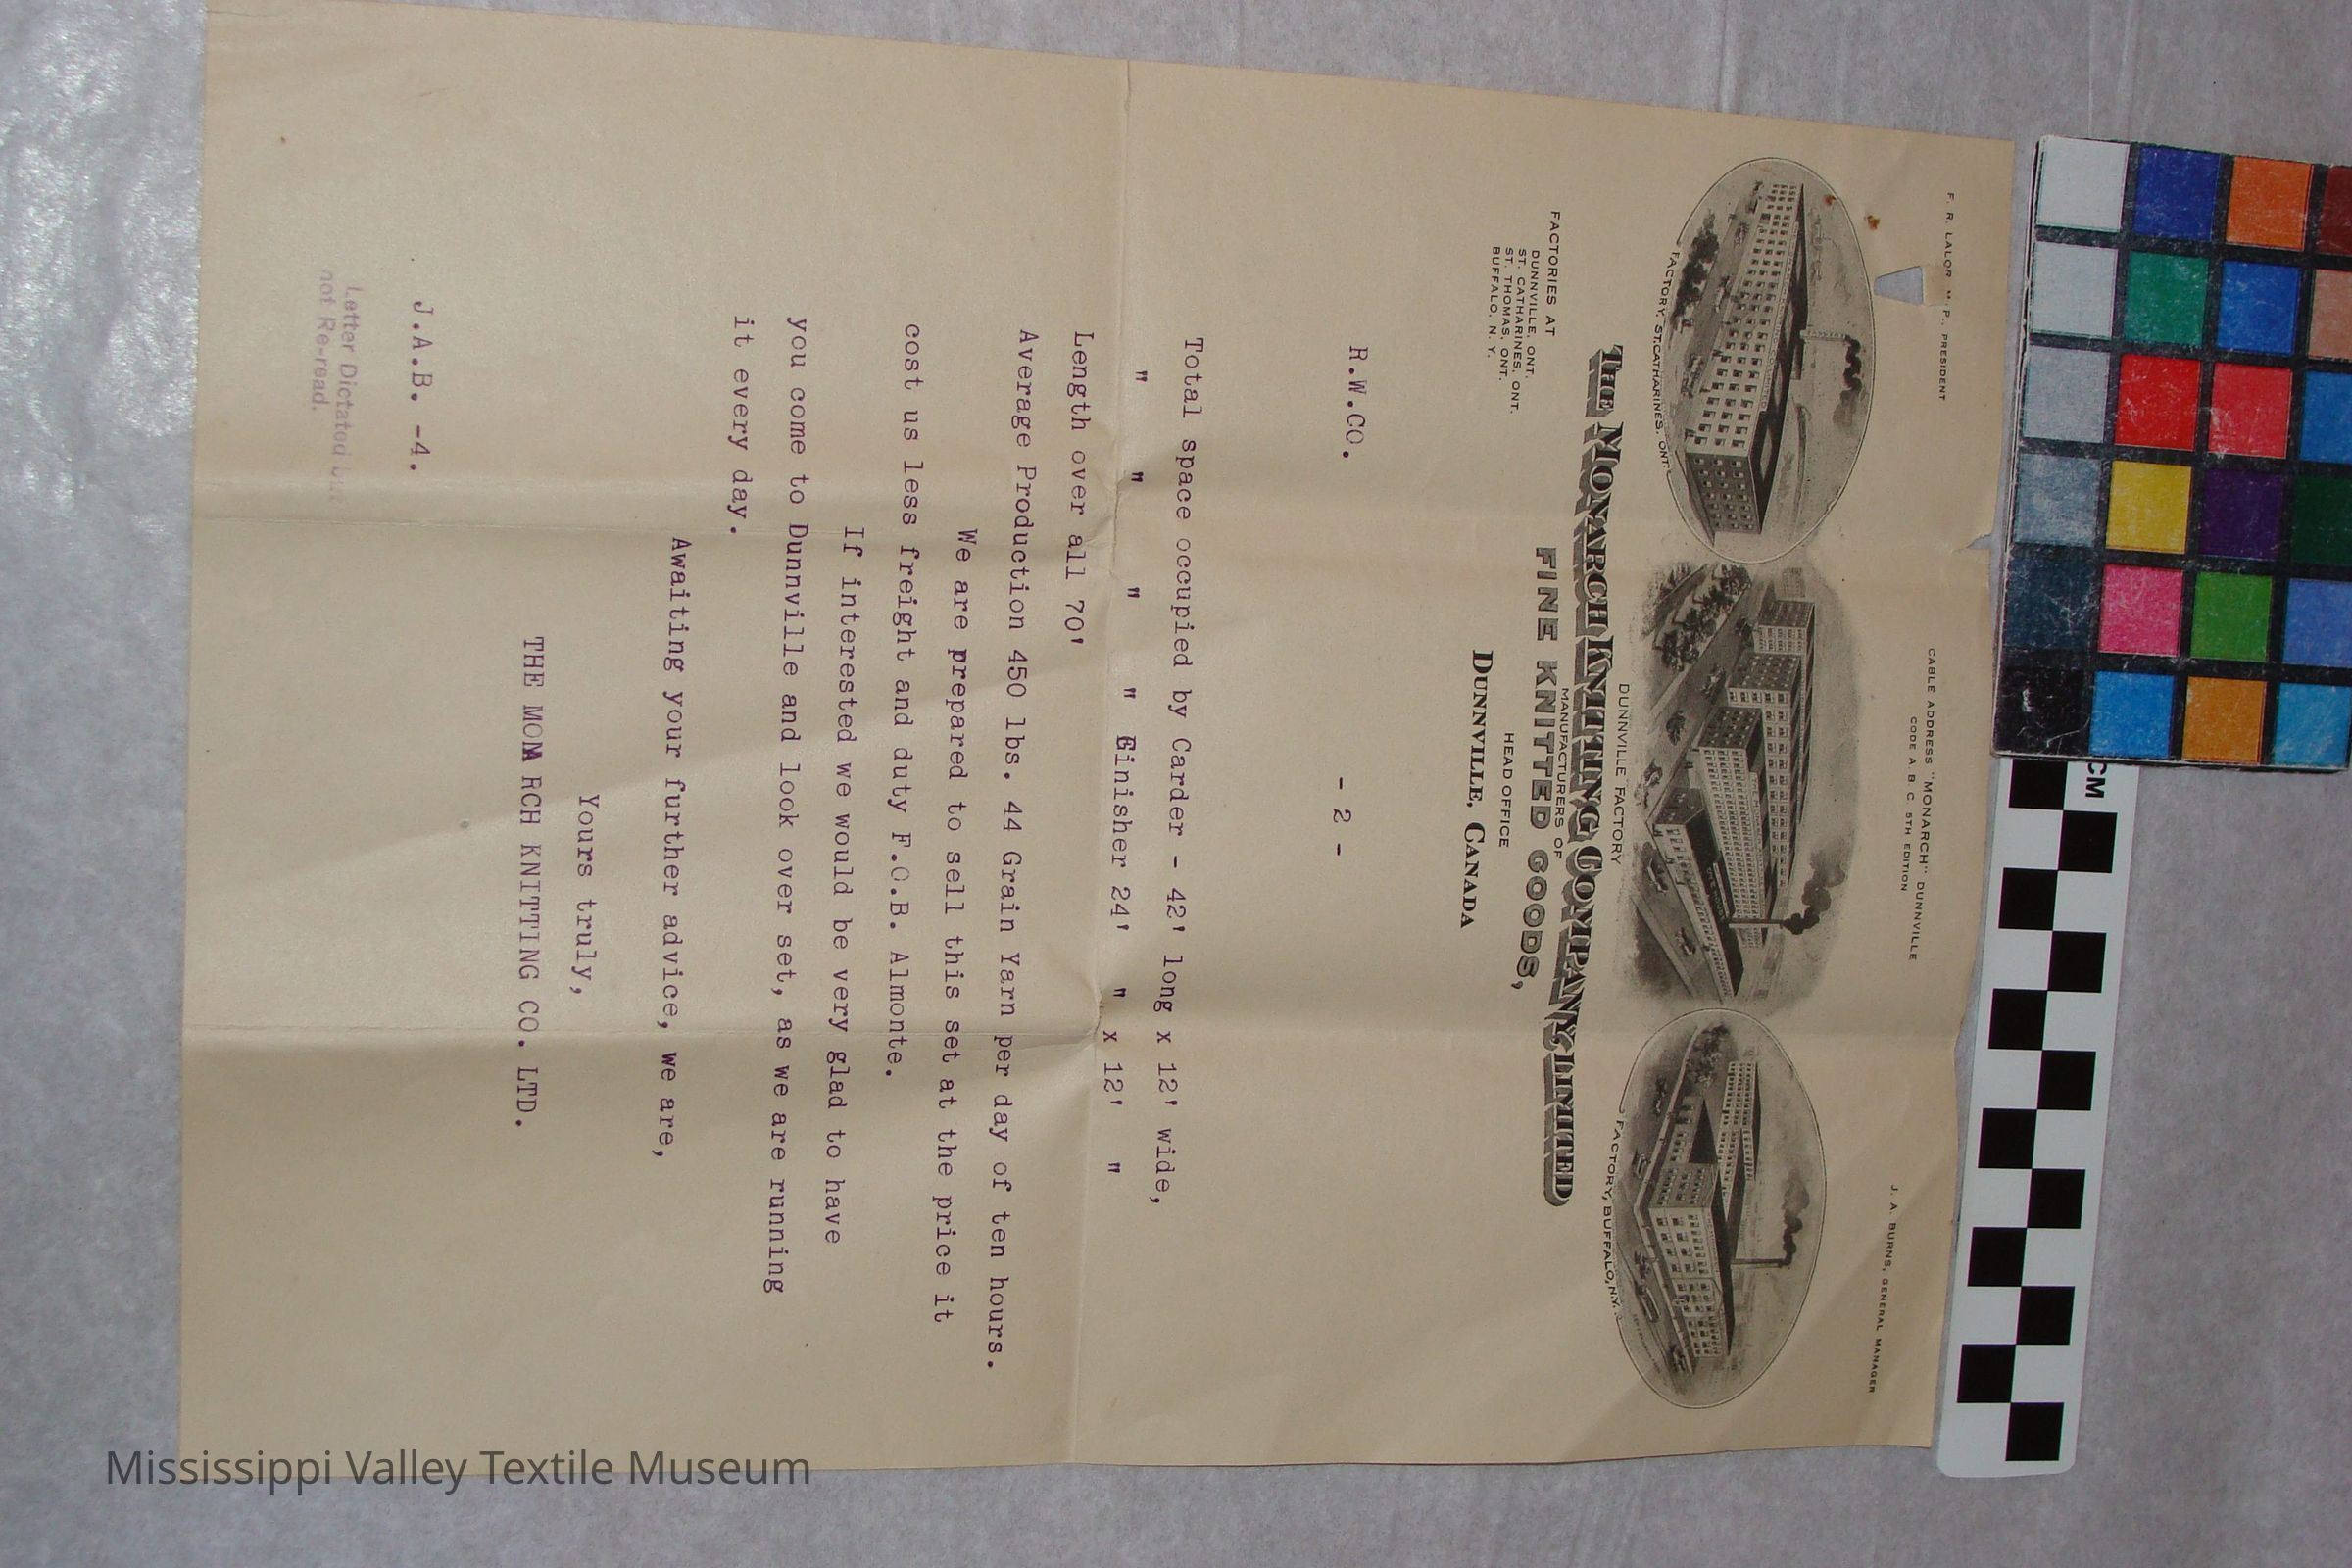 F. R. LALOR, M.P., PRESIDENT
CABLE ADDRESS "MONARCH" DUNNVILLE
CODE A. B. C. 5TH EDITION
J. A. BURNS, GENERAL MANAGER
FACTORY, ST. CATHARINES, ONT.
DUNNVILLE FACTORY
FACTORY, BUFFALO, N.Y.
THE MONARCH KNITTING COMPANY, LIMITED
MANUFACTURERS OF
FINE KNITTED GOODS,
FACTORIES AT
DUNNVILLE, ONT.
ST. CATHARINES, ONT.
ST. THOMAS, ONT.
BUFFALO, N. Y.
HEAD OFFICE
DUNNVILLE, CANADA
R.W.CO.
- 2 -
Total space occupied by Carder - 42' long x 12' wide,
" " " " Ginisher 24' " x 12' "
Length over all 70'
Average Production 450 lbs. 44 Grain Yarn per day of ten hours.
We are prepared to sell this set at the price it
cost us less freight and duty F.O.B. Almonte.
If interested we would be very glad to have
you come to Dunnville and look over set, as we are running
it every day.
Awaiting your further advice, we are,
Yours truly,
THE MOMARCH KNITTING CO. LTD.
J.A.B. -4.
Letter Dictated but
not Re-read.
CM
Mississippi Valley Textile Museum